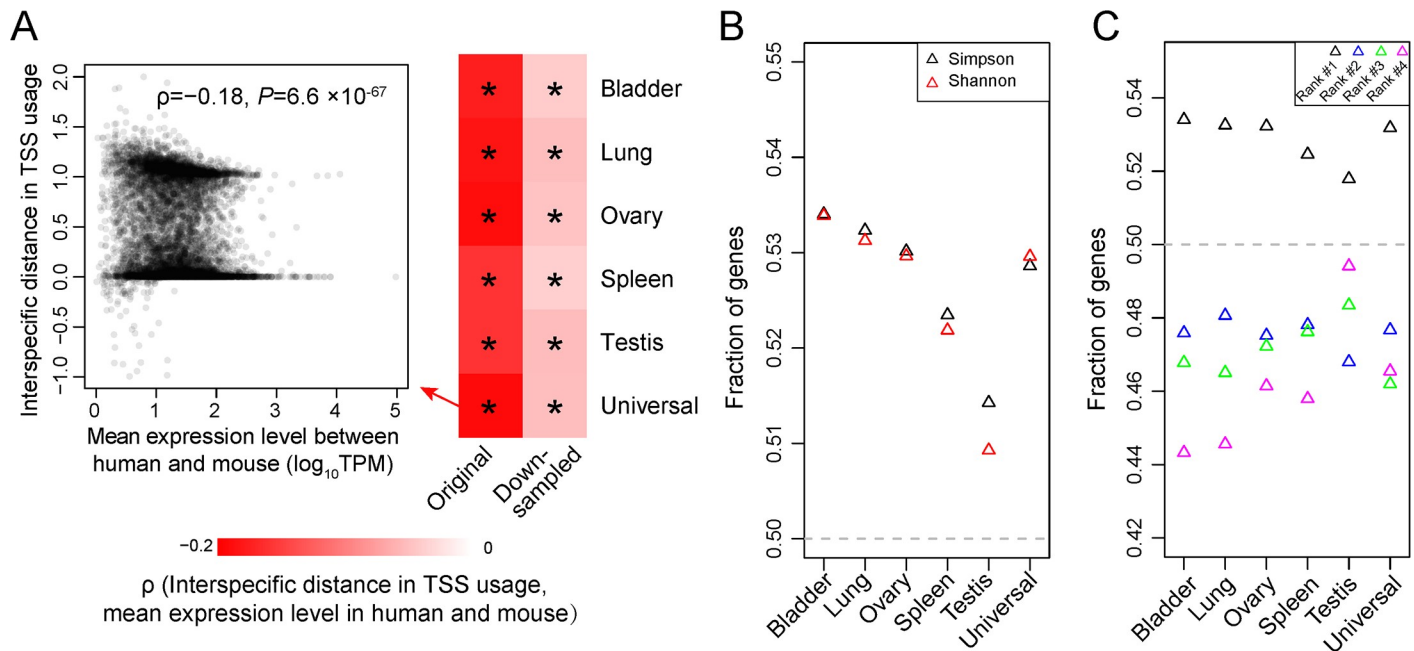 A
Interspecific distance in TSS usage
2.0
1.5
1.0
0.5
0.0
−0.5
−1.0
ρ=−0.18, P=6.6 ×10⁻⁶⁷
0 1 2 3 4 5
Mean expression level between
human and mouse (log₁₀TPM)
* * Bladder
* * Lung
* * Ovary
* * Spleen
* * Testis
* * Universal
Original
Down-
sampled
−0.2 0
ρ (Interspecific distance in TSS usage,
mean expression level in human and mouse)
B
Fraction of genes
0.55
0.54
0.53
0.52
0.51
0.50
Simpson
Shannon
Bladder
Lung
Ovary
Spleen
Testis
Universal
C
Fraction of genes
0.54
0.52
0.50
0.48
0.46
0.44
0.42
Rank #1
Rank #2
Rank #3
Rank #4
Bladder
Lung
Ovary
Spleen
Testis
Universal